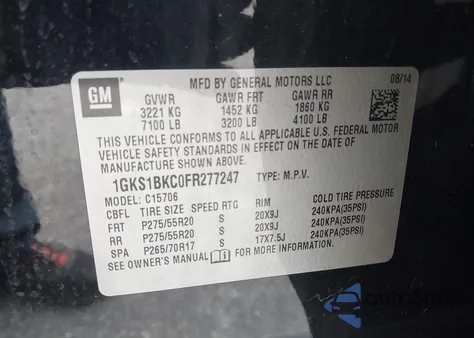 GM
MFD BY GENERAL MOTORS LLC 08/14
GVWR GAWR FRT GAWR RR
3221 KG 1452 KG 1860 KG
7100 LB 3200 LB 4100 LB
THIS VEHICLE CONFORMS TO ALL APPLICABLE U.S. FEDERAL MOTOR
VEHICLE SAFETY STANDARDS IN EFFECT ON THE DATE OF
MANUFACTURE SHOWN ABOVE.
1GKS1BKC0FR277247 TYPE: M.P.V.
MODEL: C15706
CBFL TIRE SIZE SPEED RTG RIM COLD TIRE PRESSURE
FRT P275/55R20 S 20X9J 240KPA(35PSI)
RR P275/55R20 S 20X9J 240KPA(35PSI)
SPA P265/70R17 S 17X7.5J 240KPA(35PSI)
SEE OWNER'S MANUAL FOR MORE INFORMATION.